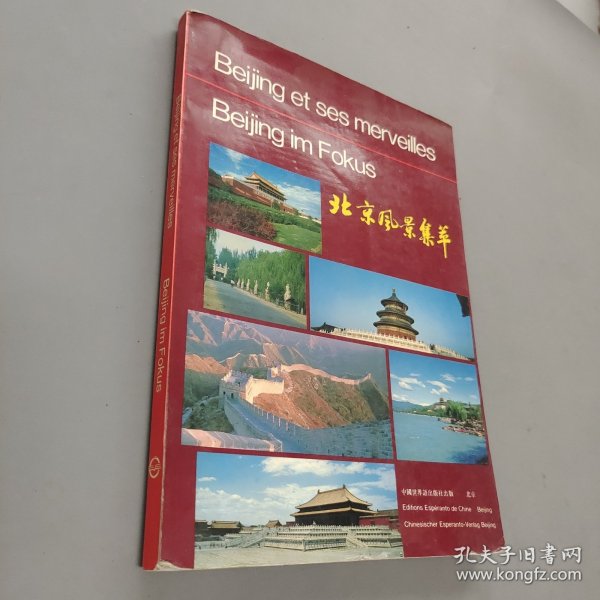 Beijing et ses merveilles
Beijing im Fokus
北京风景集萃
中國世界語出版社出版 北京
Editions Espéranto de Chine Beijing
Chinesischer Esperanto-Verlag Beijing
Beijing et ses merveilles
Beijing im Fokus
孔夫子旧书网
www.kongfz.com